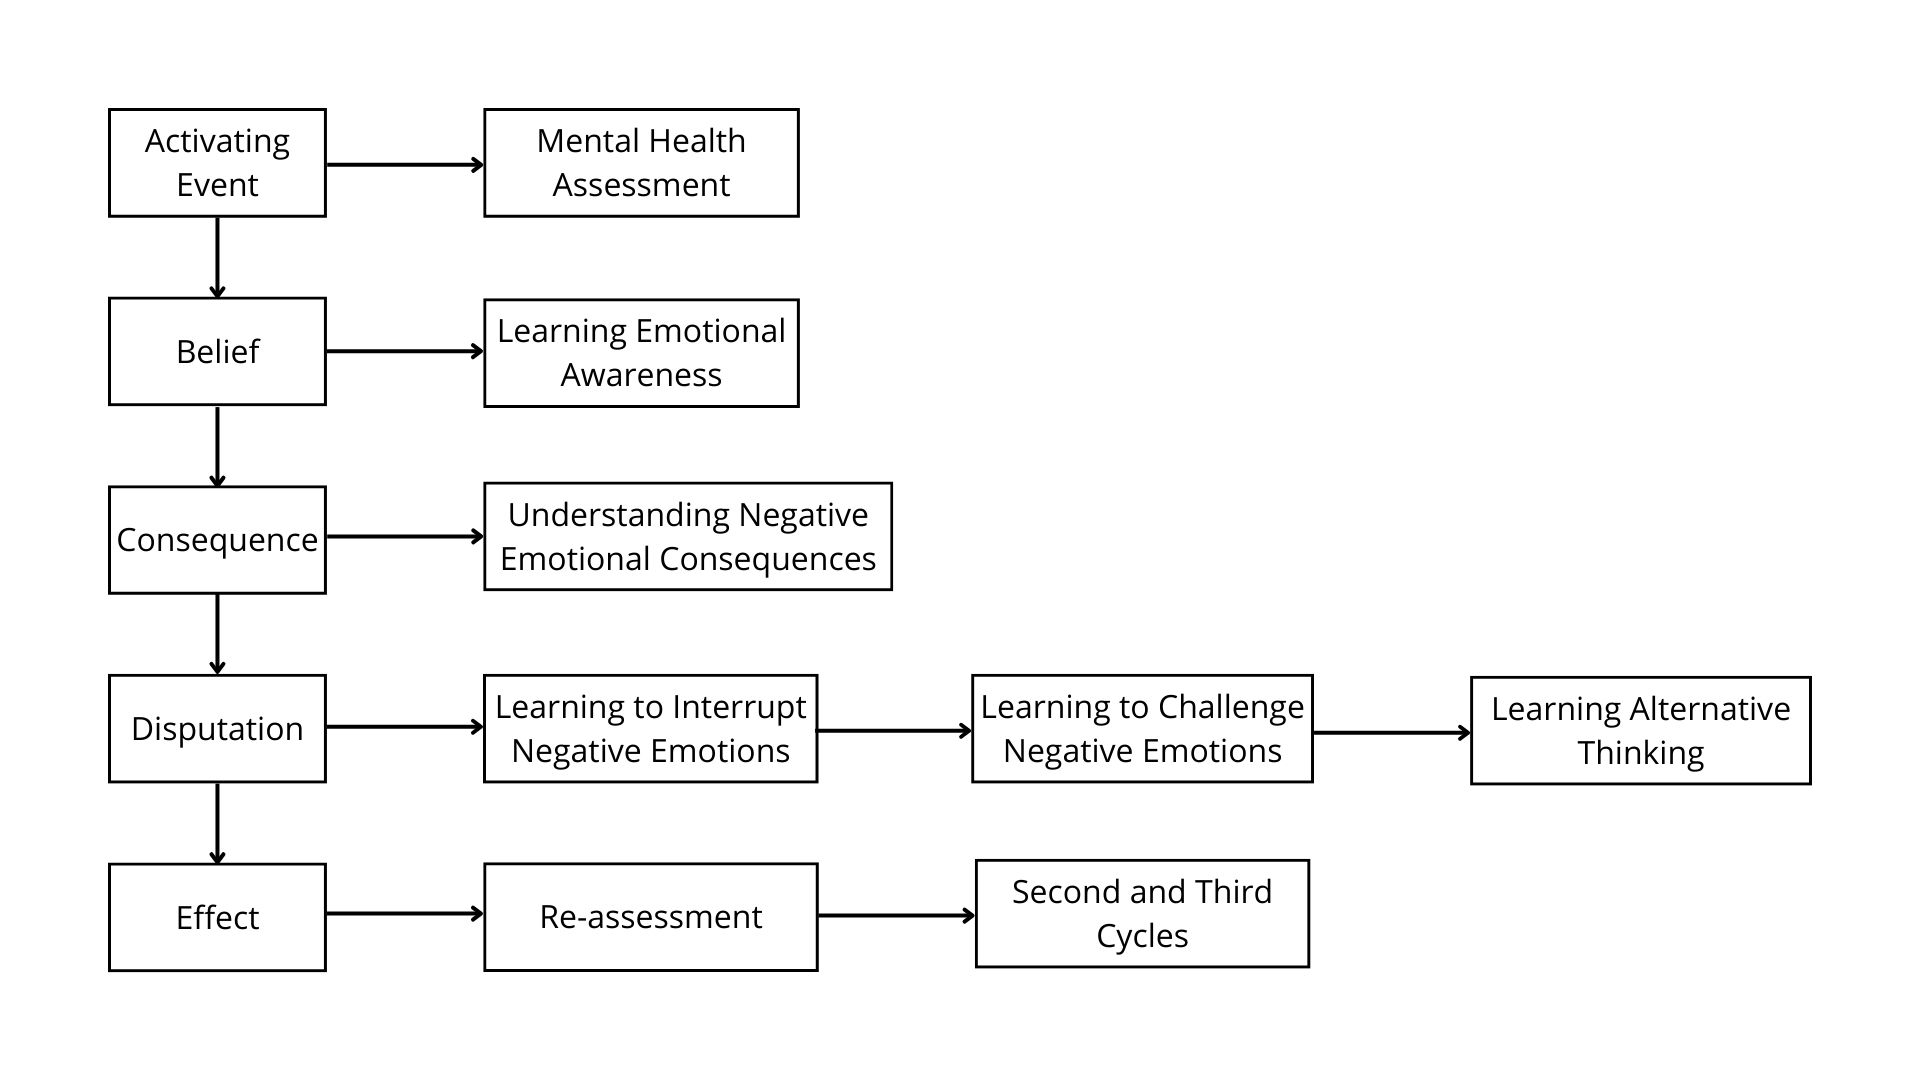 Activating
Event
Mental Health
Assessment
Belief
Learning Emotional
Awareness
Consequence
Understanding Negative
Emotional Consequences
Disputation
Learning to Interrupt
Negative Emotions
Learning to Challenge
Negative Emotions
Learning Alternative
Thinking
Effect
Re-assessment
Second and Third
Cycles